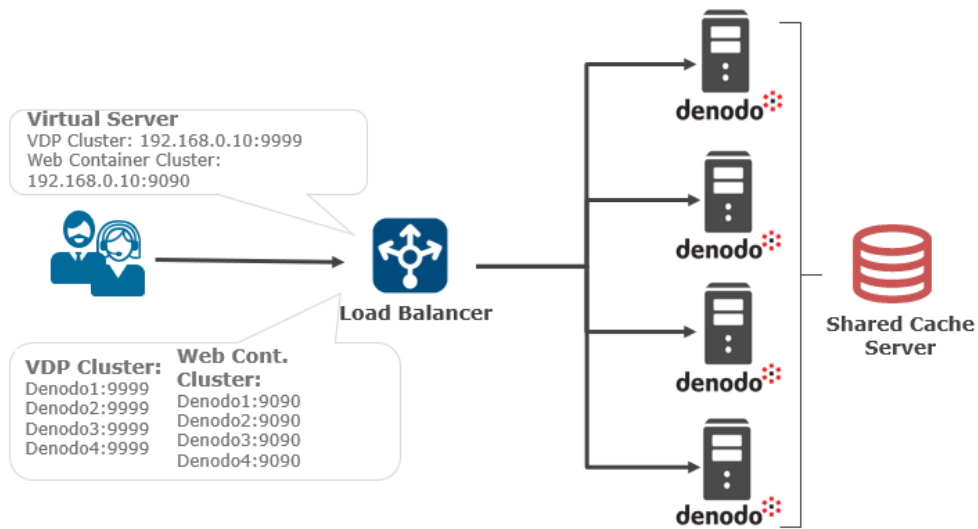 denodo
Virtual Server
VDP Cluster: 192.168.0.10:9999
Web Container Cluster:
192.168.0.10:9090
denodo
Load Balancer
Shared Cache
Server
VDP Cluster:
Denodo1:9999
Denodo2:9999
Denodo3:9999
Denodo4:9999
Web Cont.
Cluster:
Denodo1:9090
Denodo2:9090
Denodo3:9090
Denodo4:9090
denodo
denodo